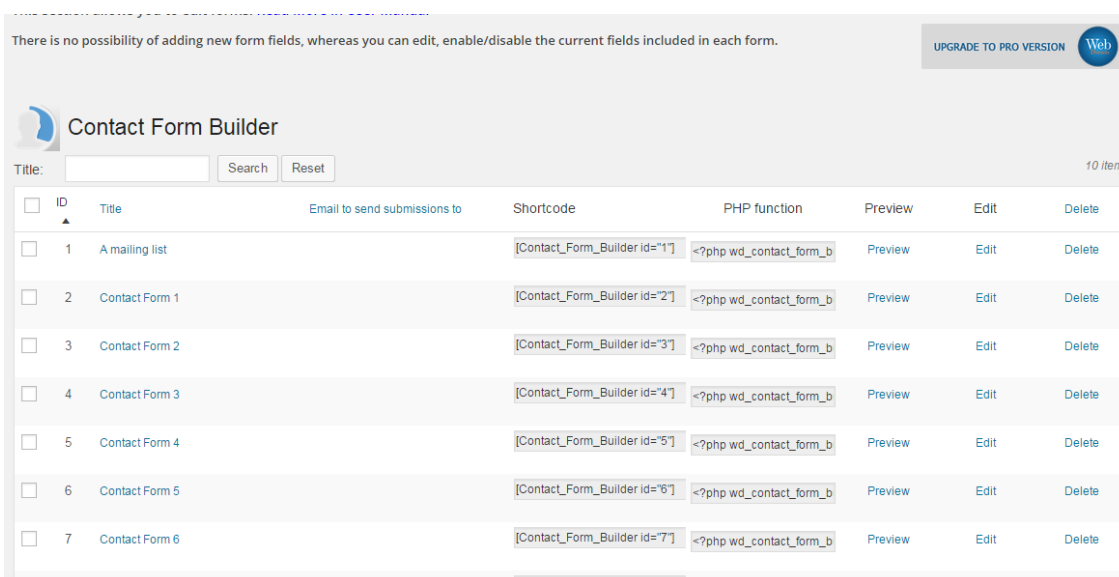 There is no possibility of adding new form fields, whereas you can edit, enable/disable the current fields included in each form.
UPGRADE TO PRO VERSION Web
Contact Form Builder
Title: Search Reset 10 item
ID Title Email to send submissions to Shortcode PHP function Preview Edit Delete
1 A mailing list [Contact_Form_Builder id="1"] <?php wd_contact_form_b Preview Edit Delete
2 Contact Form 1 [Contact_Form_Builder id="2"] <?php wd_contact_form_b Preview Edit Delete
3 Contact Form 2 [Contact_Form_Builder id="3"] <?php wd_contact_form_b Preview Edit Delete
4 Contact Form 3 [Contact_Form_Builder id="4"] <?php wd_contact_form_b Preview Edit Delete
5 Contact Form 4 [Contact_Form_Builder id="5"] <?php wd_contact_form_b Preview Edit Delete
6 Contact Form 5 [Contact_Form_Builder id="6"] <?php wd_contact_form_b Preview Edit Delete
7 Contact Form 6 [Contact_Form_Builder id="7"] <?php wd_contact_form_b Preview Edit Delete